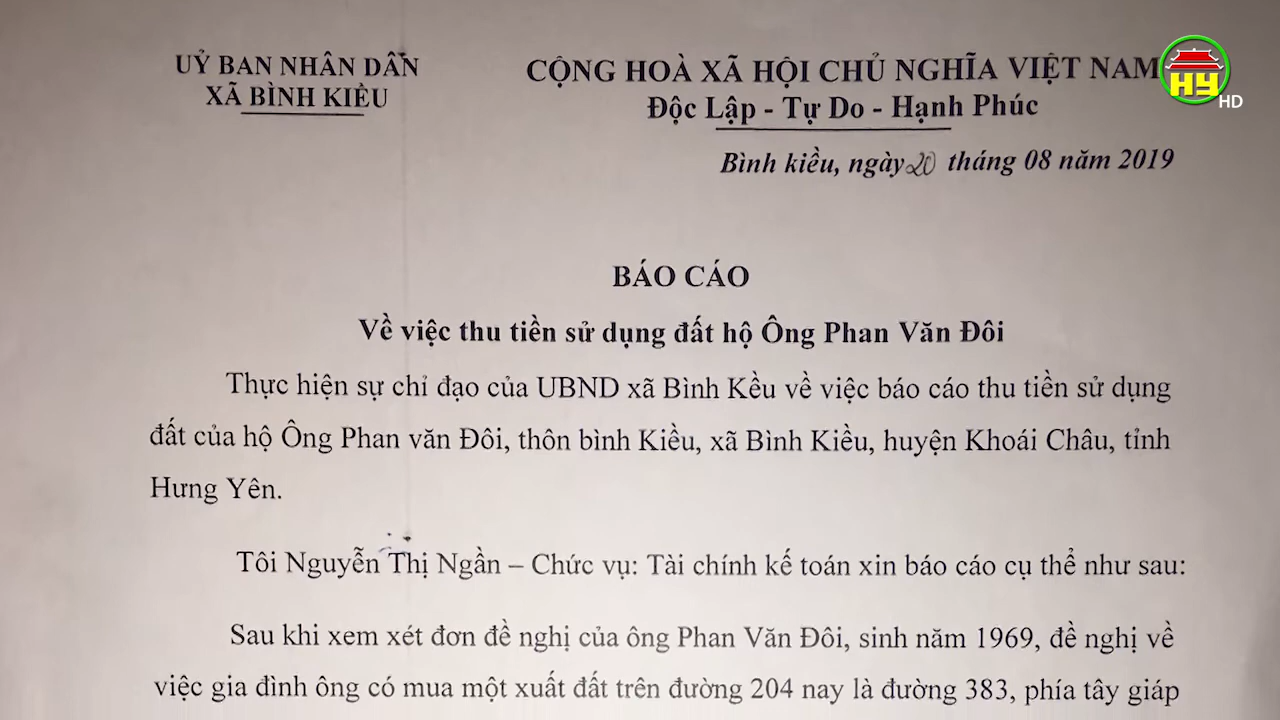 UỶ BAN NHÂN DÂN
XÃ BÌNH KIỀU
CỘNG HOÀ XÃ HỘI CHỦ NGHĨA VIỆT NAM
Độc Lập - Tự Do - Hạnh Phúc
Bình kiều, ngày 20 tháng 08 năm 2019
HY
HD
BÁO CÁO
Về việc thu tiền sử dụng đất hộ Ông Phan Văn Đôi
Thực hiện sự chỉ đạo của UBND xã Bình Kều về việc báo cáo thu tiền sử dụng
đất của hộ Ông Phan văn Đôi, thôn bình Kiều, xã Bình Kiều, huyện Khoái Châu, tỉnh
Hưng Yên.
Tôi Nguyễn Thị Ngần – Chức vụ: Tài chính kế toán xin báo cáo cụ thể như sau:
Sau khi xem xét đơn đề nghị của ông Phan Văn Đôi, sinh năm 1969, đề nghị về
việc gia đình ông có mua một xuất đất trên đường 204 nay là đường 383, phía tây giáp